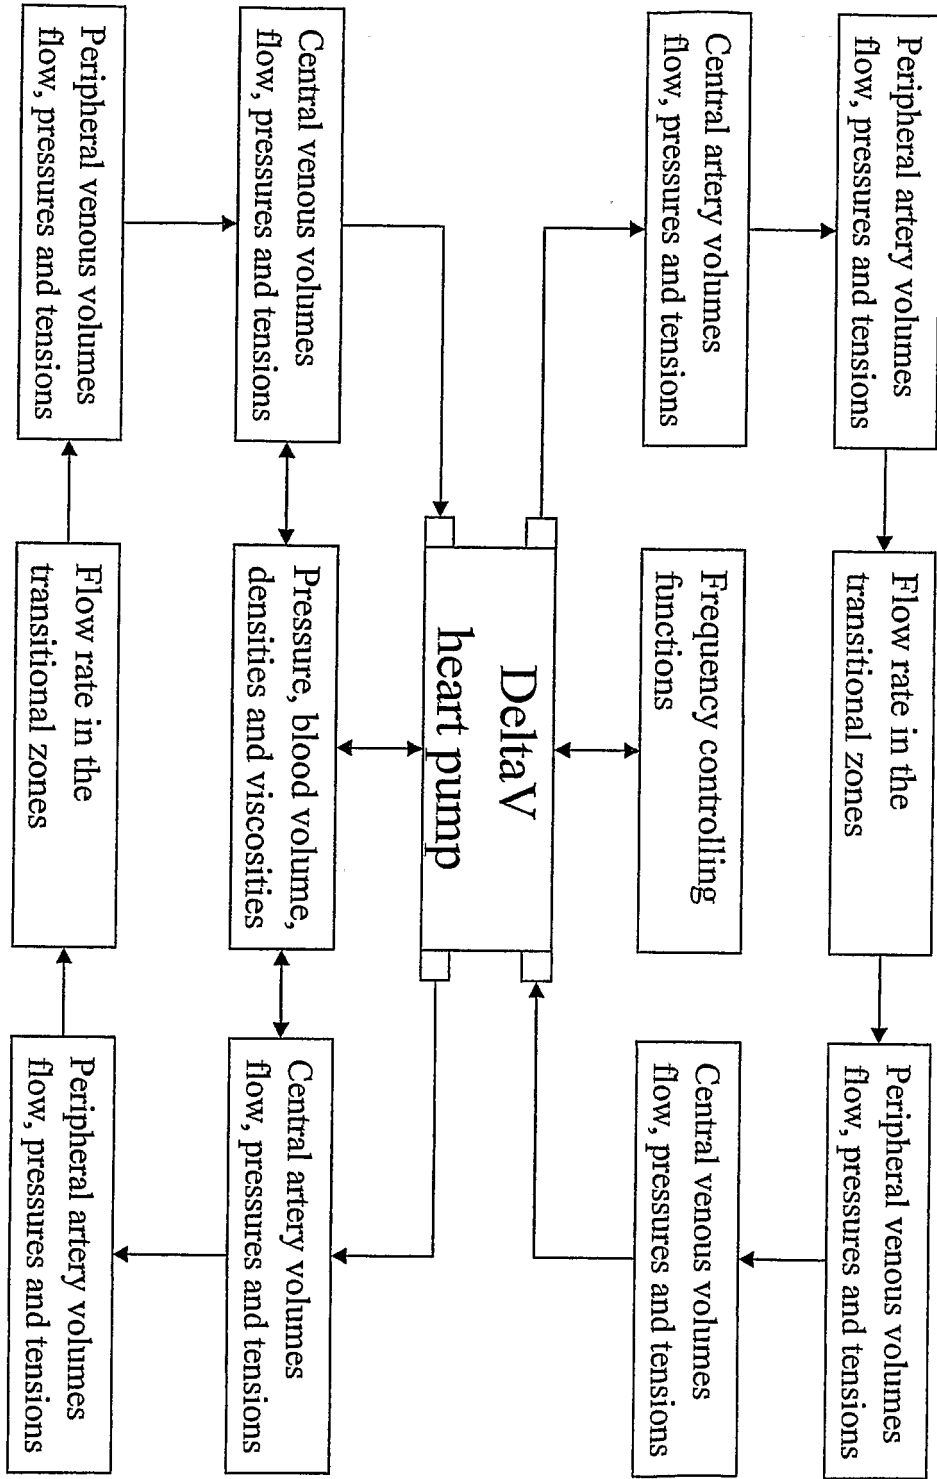 Peripheral artery volumes
flow, pressures and tensions
Flow rate in the
transitional zones
Peripheral venous volumes
flow, pressures and tensions
Central artery volumes
flow, pressures and tensions
Frequency controlling
functions
Central venous volumes
flow, pressures and tensions
DeltaV
heart pump
Central venous volumes
flow, pressures and tensions
Pressure, blood volume,
densities and viscosities
Central artery volumes
flow, pressures and tensions
Peripheral venous volumes
flow, pressures and tensions
Flow rate in the
transitional zones
Peripheral artery volumes
flow, pressures and tensions